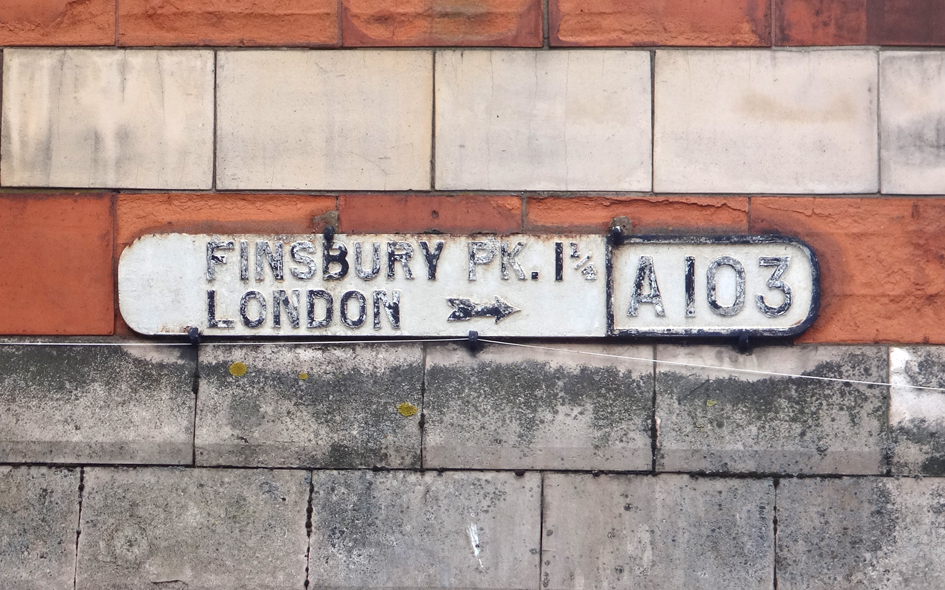 FINSBURY PK. 1¼
LONDON
A103